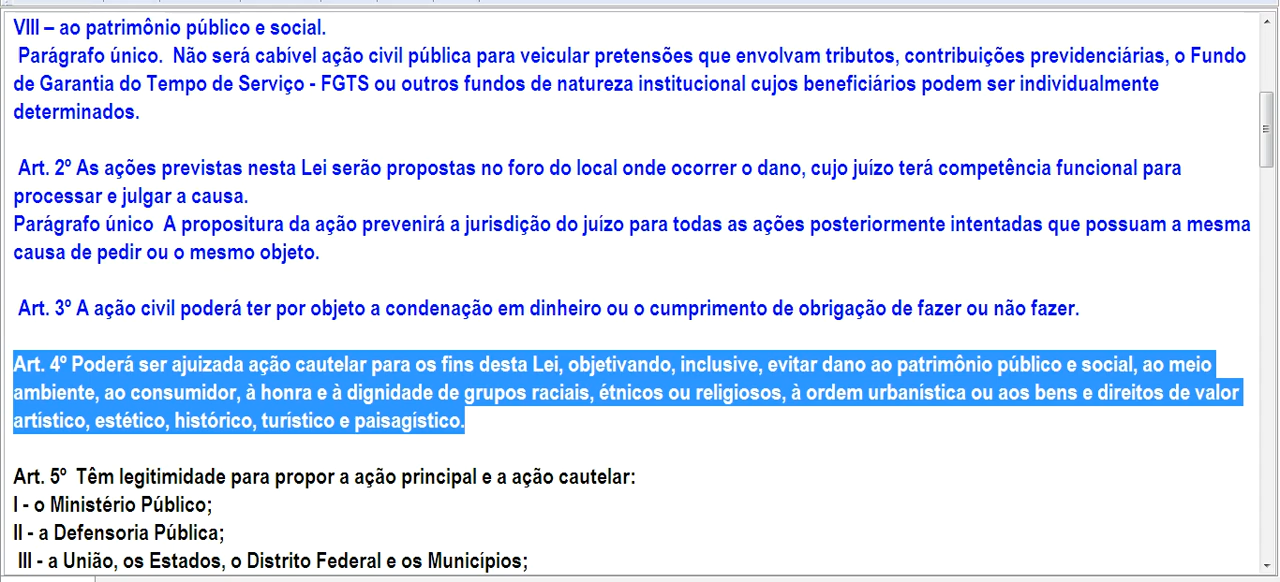 VIII – ao patrimônio público e social.
Parágrafo único.  Não será cabível ação civil pública para veicular pretensões que envolvam tributos, contribuições previdenciárias, o Fundo
de Garantia do Tempo de Serviço - FGTS ou outros fundos de natureza institucional cujos beneficiários podem ser individualmente
determinados.
Art. 2º As ações previstas nesta Lei serão propostas no foro do local onde ocorrer o dano, cujo juízo terá competência funcional para
processar e julgar a causa.
Parágrafo único  A propositura da ação prevenirá a jurisdição do juízo para todas as ações posteriormente intentadas que possuam a mesma
causa de pedir ou o mesmo objeto.
Art. 3º A ação civil poderá ter por objeto a condenação em dinheiro ou o cumprimento de obrigação de fazer ou não fazer.
Art. 4º Poderá ser ajuizada ação cautelar para os fins desta Lei, objetivando, inclusive, evitar dano ao patrimônio público e social, ao meio
ambiente, ao consumidor, à honra e à dignidade de grupos raciais, étnicos ou religiosos, à ordem urbanística ou aos bens e direitos de valor
artístico, estético, histórico, turístico e paisagístico.
Art. 5º  Têm legitimidade para propor a ação principal e a ação cautelar:
I - o Ministério Público;
II - a Defensoria Pública;
III - a União, os Estados, o Distrito Federal e os Municípios;